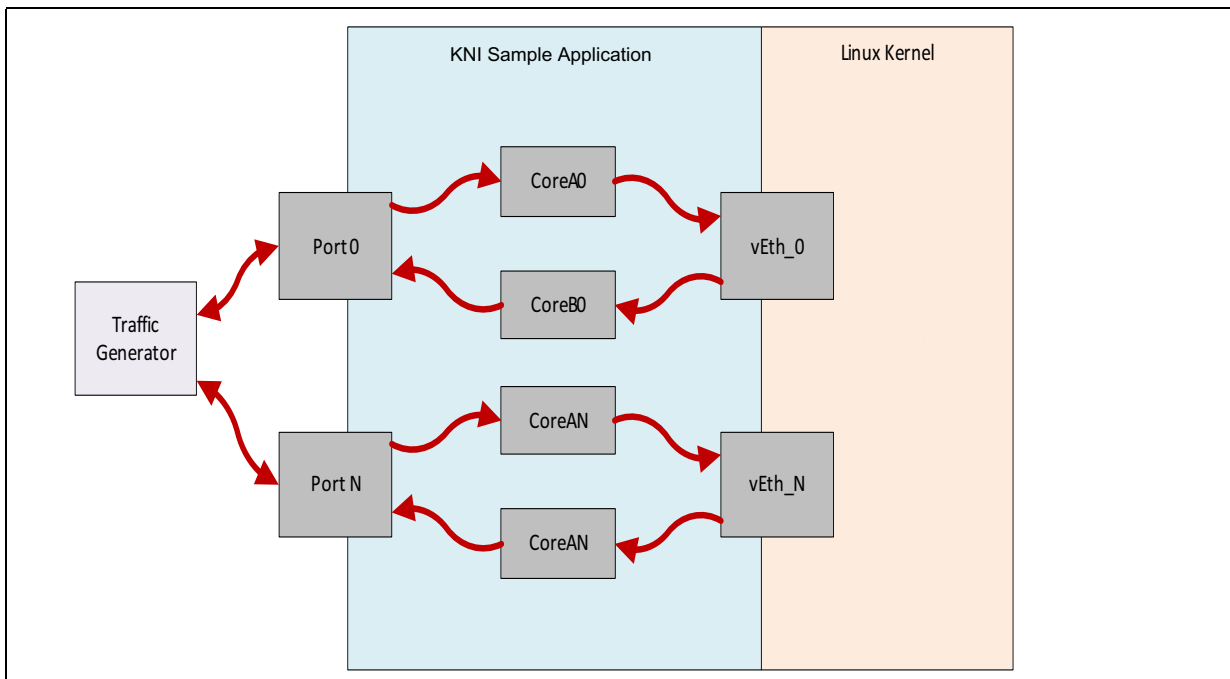 KNI Sample Application
Linux Kernel
CoreA0
Port 0
vEth_0
CoreB0
Traffic
Generator
CoreAN
Port N
vEth_N
CoreAN